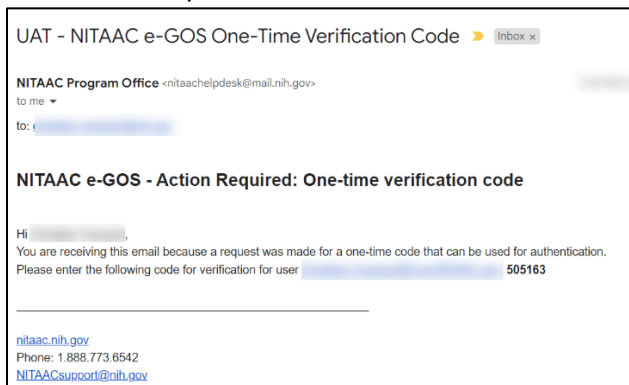 UAT - NITAAC e-GOS One-Time Verification Code Inbox ×
NITAAC Program Office <nitaachelpdesk@mail.nih.gov>
to me
to:
NITAAC e-GOS - Action Required: One-time verification code
Hi ,
You are receiving this email because a request was made for a one-time code that can be used for authentication.
Please enter the following code for verification for user 505163
nitaac.nih.gov
Phone: 1.888.773.6542
NITAACsupport@nih.gov